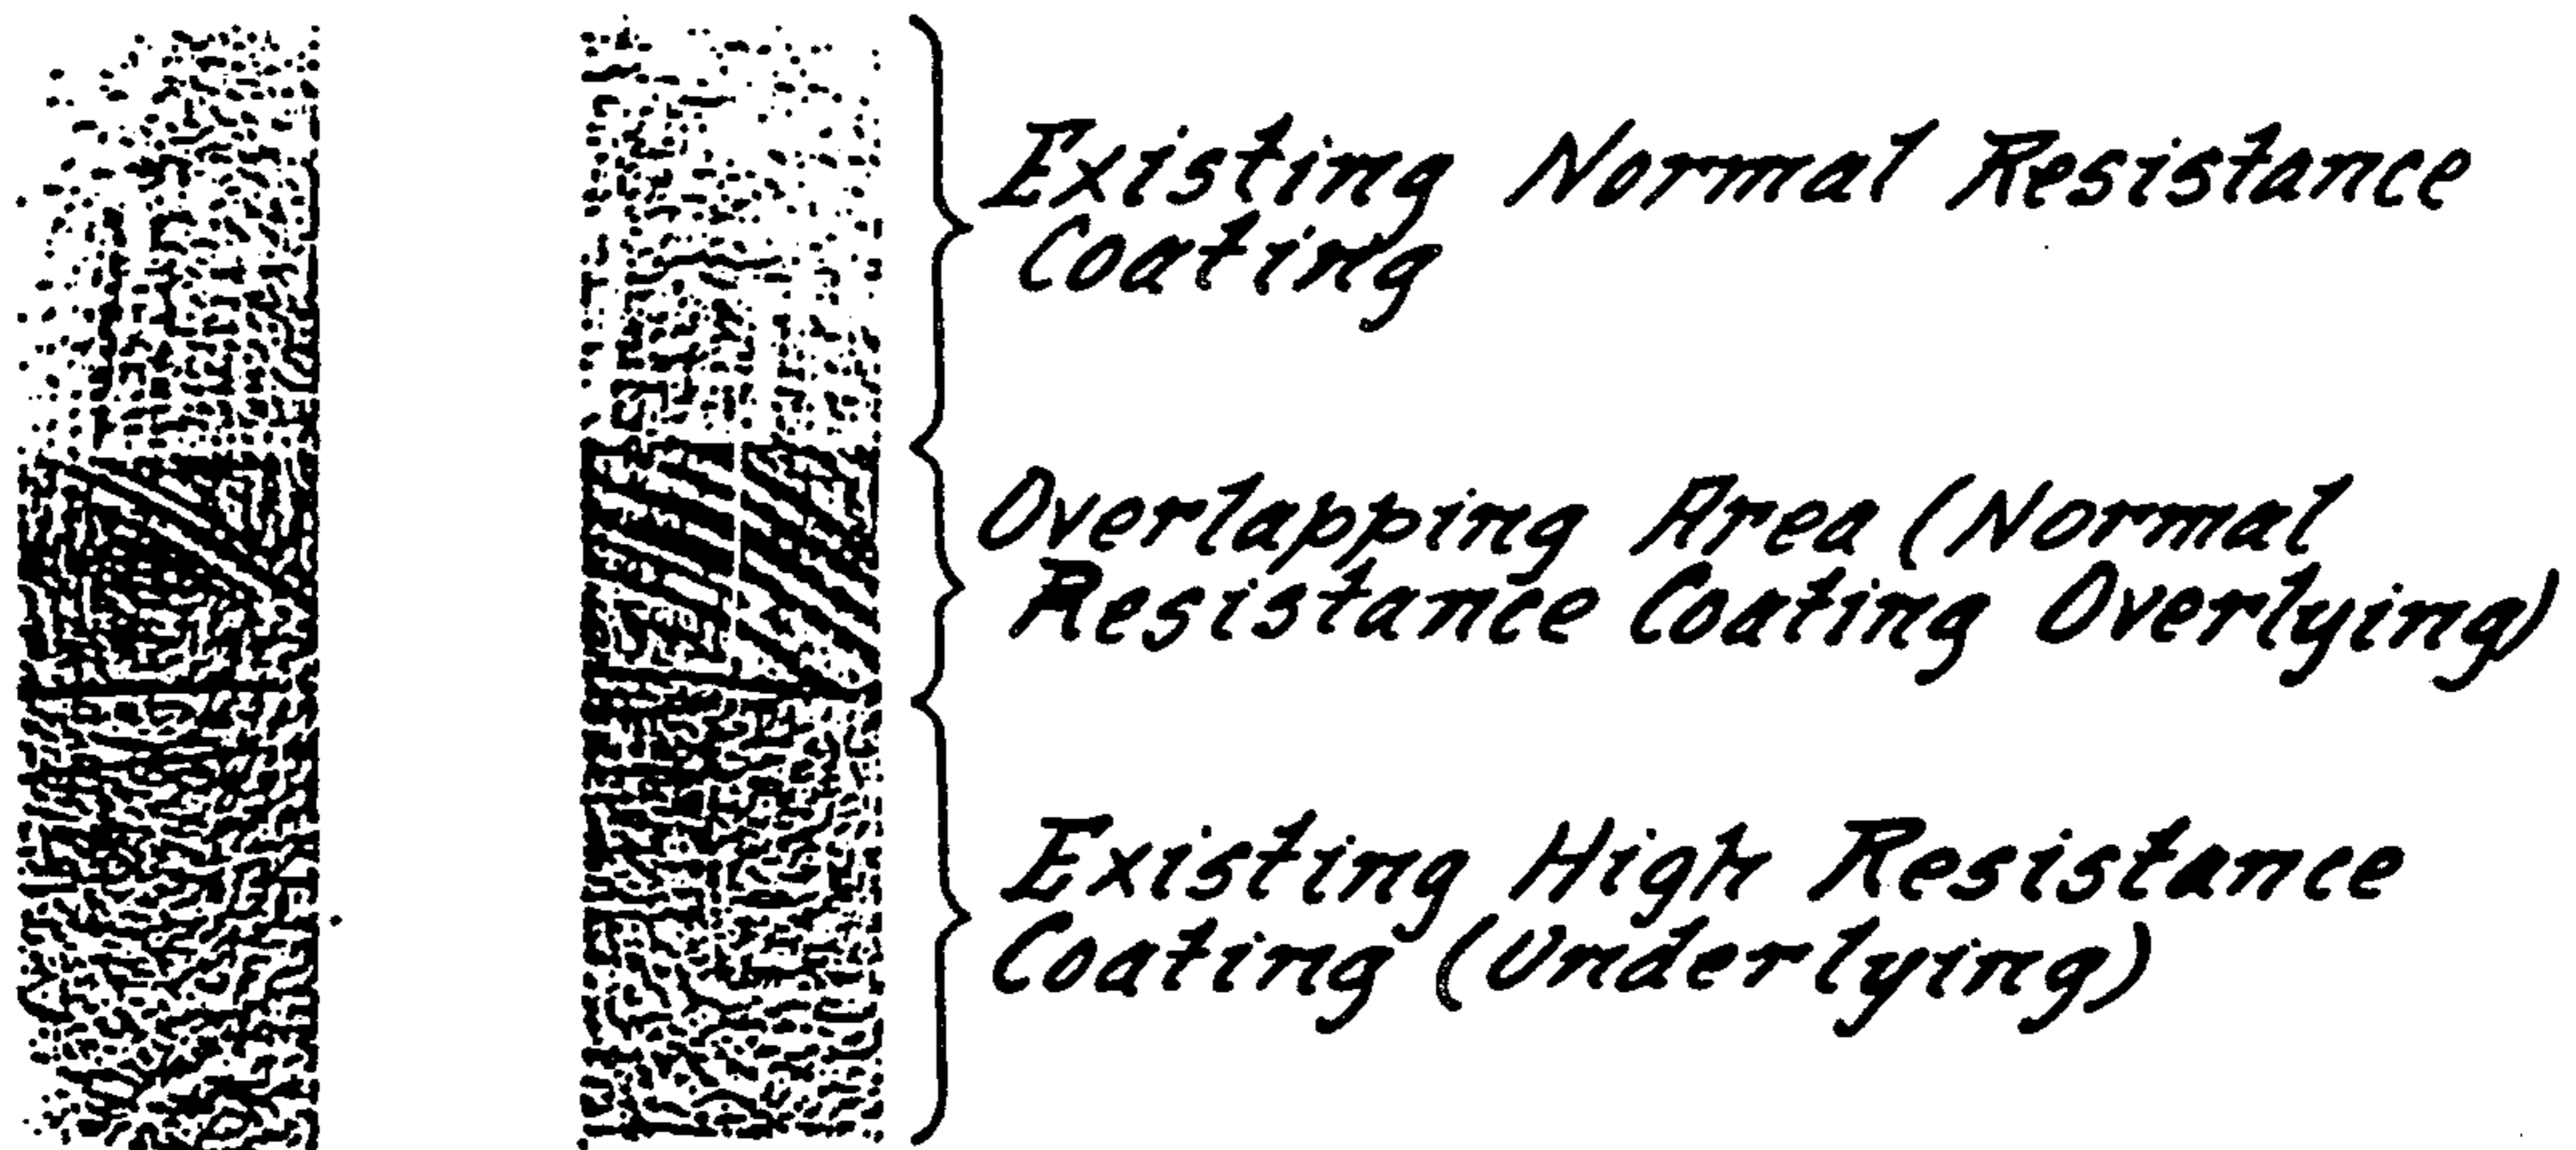 Existing Normal Resistance
Coating
Overlapping Area (Normal
Resistance Coating Overlying)
Existing High Resistance
Coating (Underlying)